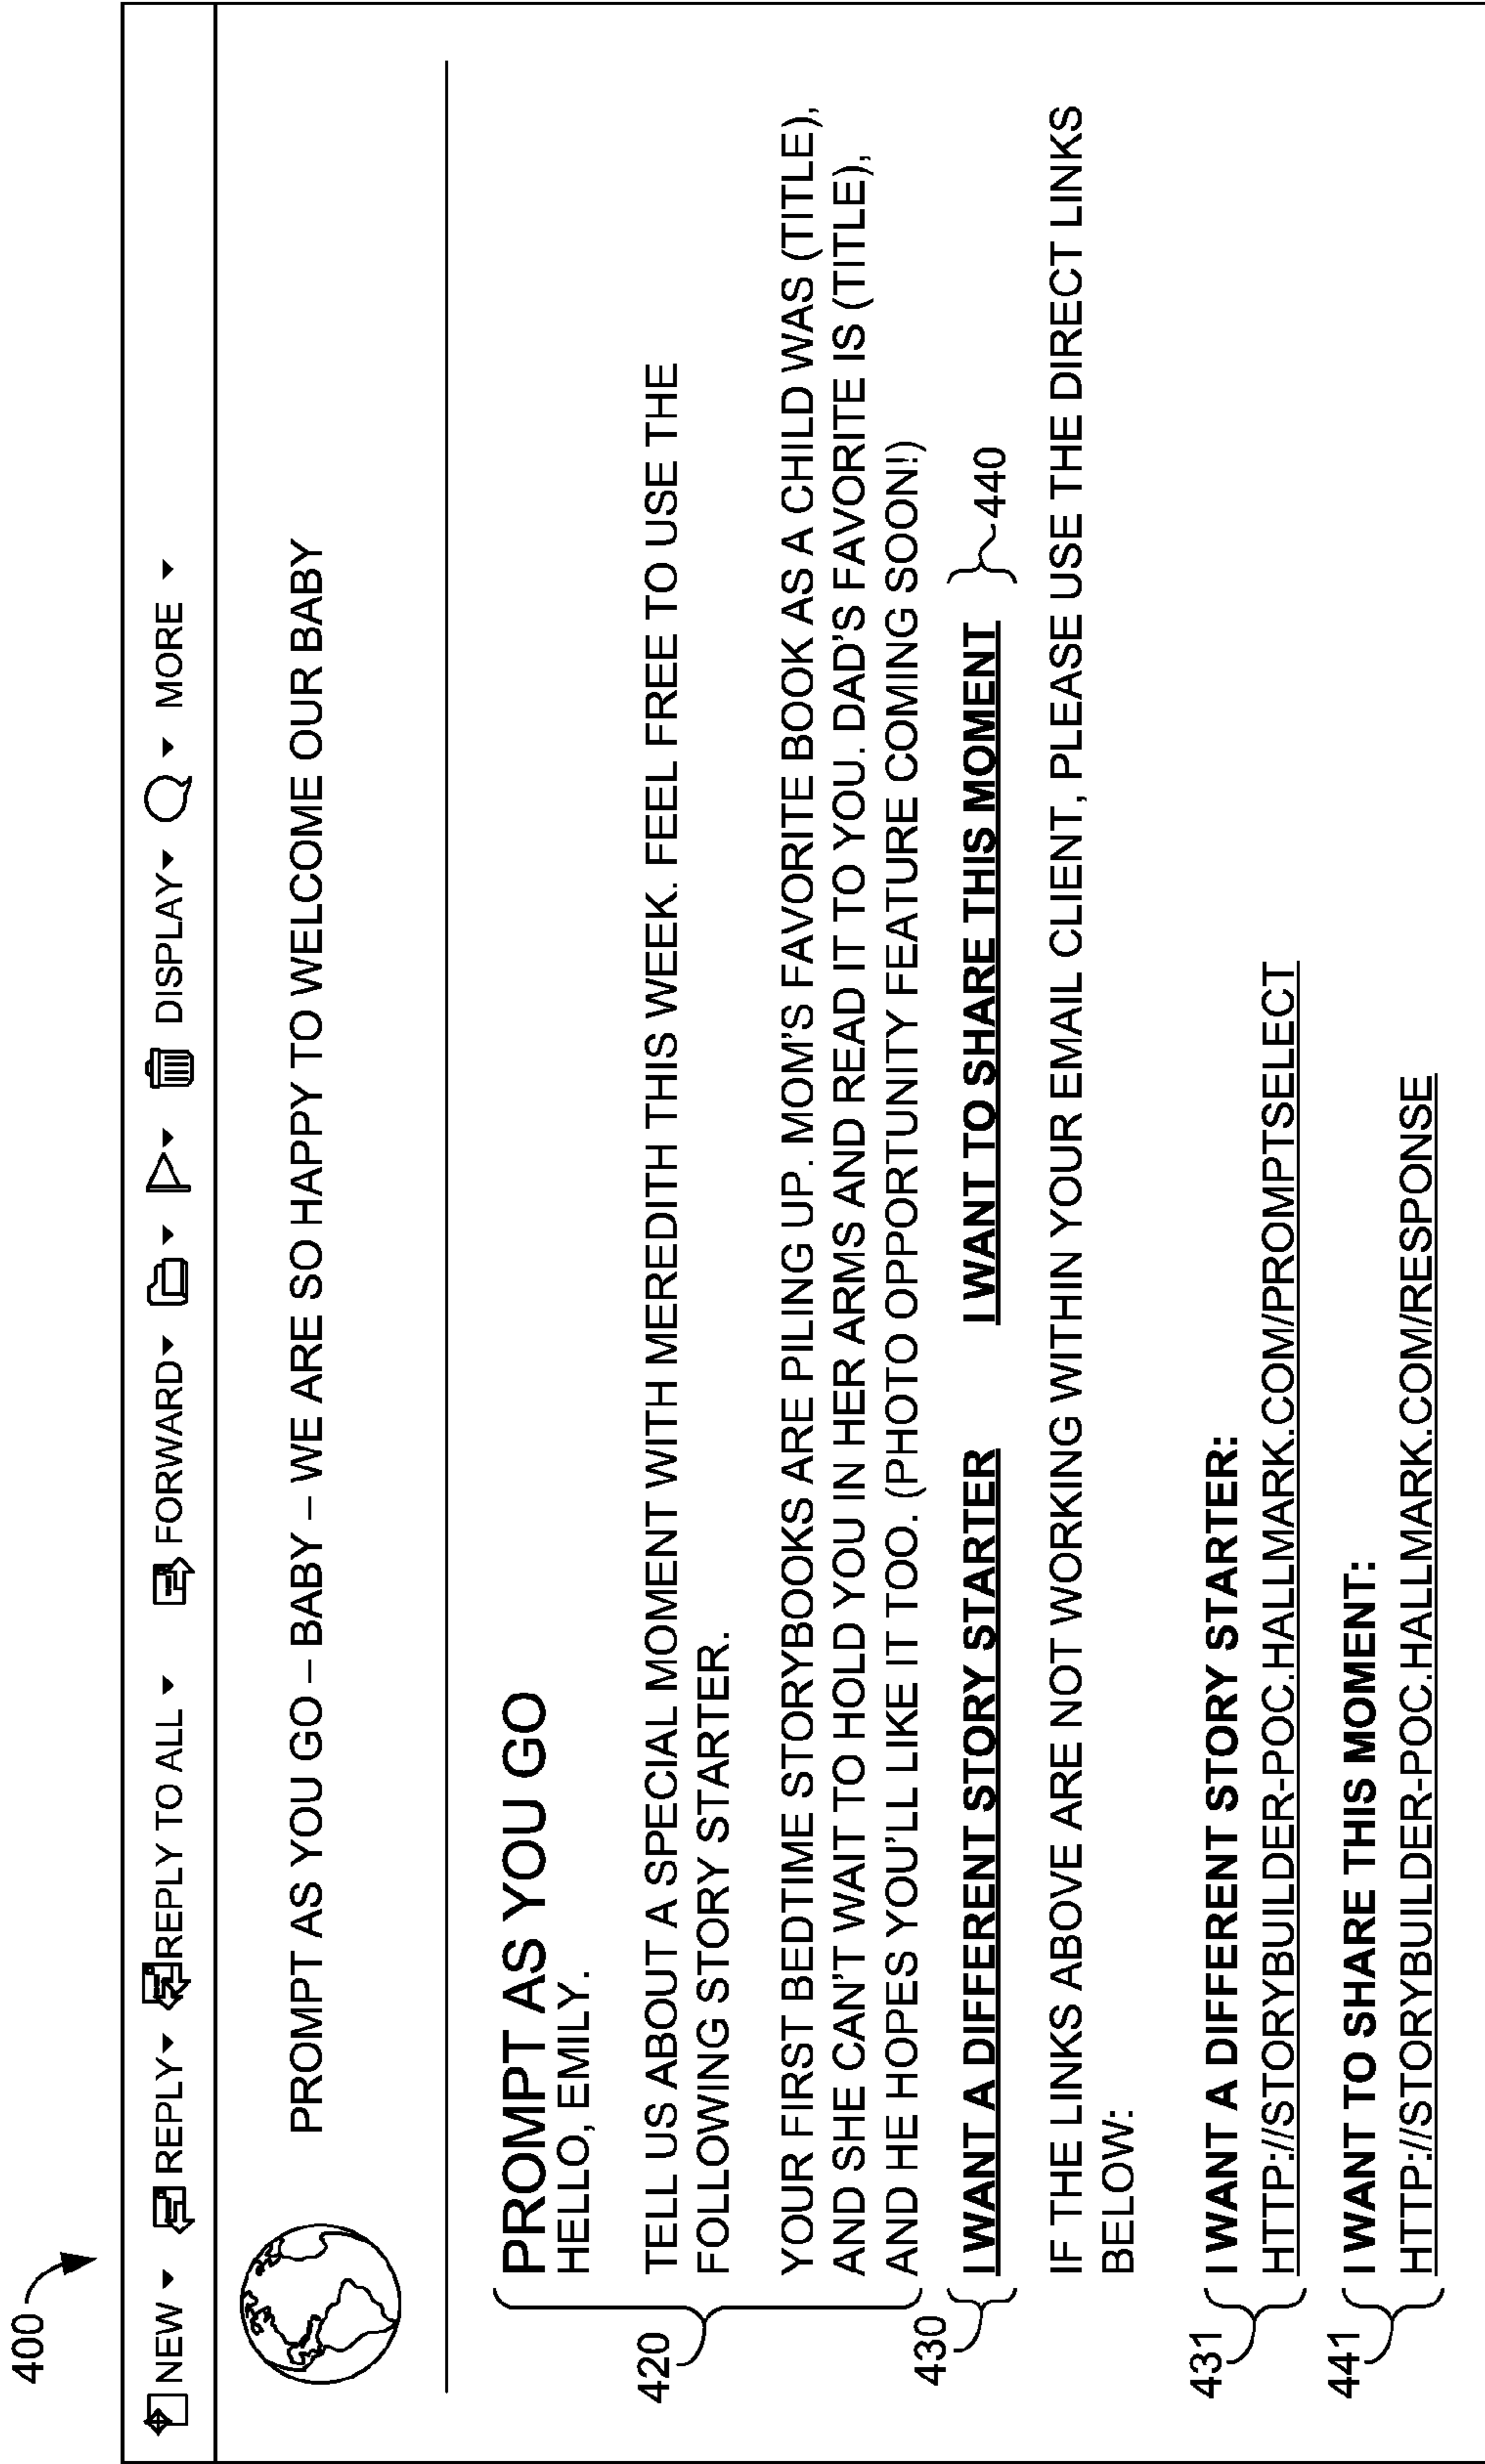 400
NEW REPLY REPLY TO ALL FORWARD DISPLAY MORE
PROMPT AS YOU GO – BABY – WE ARE SO HAPPY TO WELCOME OUR BABY
PROMPT AS YOU GO
HELLO, EMILY.
420
TELL US ABOUT A SPECIAL MOMENT WITH MEREDITH THIS WEEK. FEEL FREE TO USE THE
FOLLOWING STORY STARTER.
YOUR FIRST BEDTIME STORYBOOKS ARE PILING UP. MOM'S FAVORITE BOOK AS A CHILD WAS (TITLE),
AND SHE CAN'T WAIT TO HOLD YOU IN HER ARMS AND READ IT TO YOU. DAD'S FAVORITE IS (TITLE),
AND HE HOPES YOU'LL LIKE IT TOO. (PHOTO OPPORTUNITY FEATURE COMING SOON!)
430 I WANT A DIFFERENT STORY STARTER I WANT TO SHARE THIS MOMENT 440
IF THE LINKS ABOVE ARE NOT WORKING WITHIN YOUR EMAIL CLIENT, PLEASE USE THE DIRECT LINKS
BELOW:
431 I WANT A DIFFERENT STORY STARTER:
HTTP://STORYBUILDER-POC.HALLMARK.COM/PROMPTSELECT
441 I WANT TO SHARE THIS MOMENT:
HTTP://STORYBUILDER-POC.HALLMARK.COM/RESPONSE